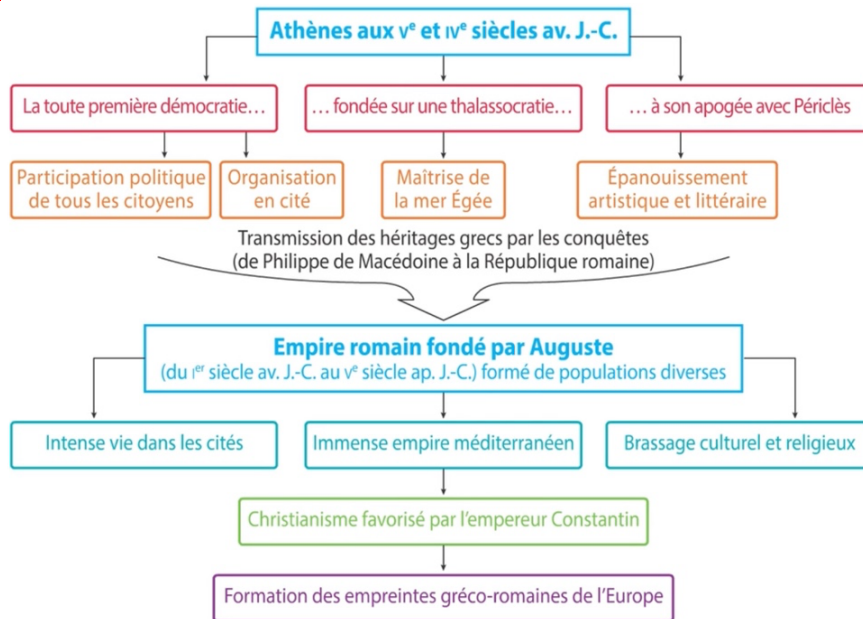 Athènes aux Ve et IVe siècles av. J.-C.
La toute première démocratie…
… fondée sur une thalassocratie…
… à son apogée avec Périclès
Participation politique
de tous les citoyens
Organisation
en cité
Maîtrise de
la mer Égée
Épanouissement
artistique et littéraire
Transmission des héritages grecs par les conquêtes
(de Philippe de Macédoine à la République romaine)
Empire romain fondé par Auguste
(du Ier siècle av. J.-C. au Ve siècle ap. J.-C.) formé de populations diverses
Intense vie dans les cités
Immense empire méditerranéen
Brassage culturel et religieux
Christianisme favorisé par l'empereur Constantin
Formation des empreintes gréco-romaines de l'Europe